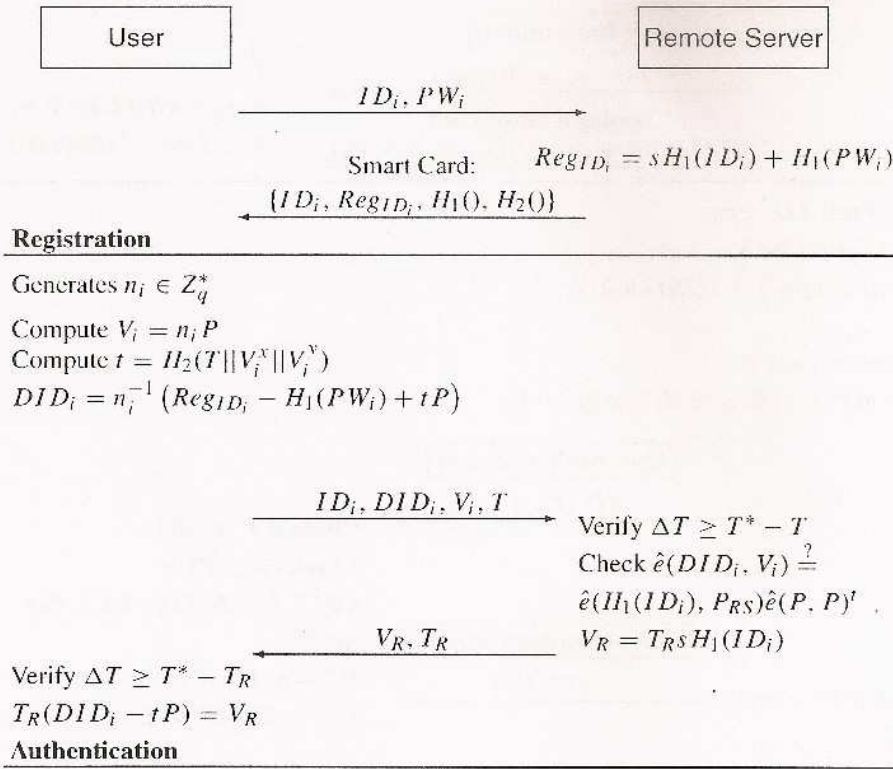 User
Remote Server
ID_i, PW_i
Reg_{ID_i} = sH_1(ID_i) + H_1(PW_i)
Smart Card:
{ID_i, Reg_{ID_i}, H_1(), H_2()}
Registration
Generates n_i ∈ Z_q^*
Compute V_i = n_i P
Compute t = H_2(T||V_i^x||V_i^y)
DID_i = n_i^{-1} (Reg_{ID_i} − H_1(PW_i) + tP)
ID_i, DID_i, V_i, T
Verify ΔT ≥ T^* − T
Check ê(DID_i, V_i) =?
ê(H_1(ID_i), P_{RS})ê(P, P)^t
V_R, T_R
V_R = T_R sH_1(ID_i)
Verify ΔT ≥ T^* − T_R
T_R(DID_i − tP) = V_R
Authentication